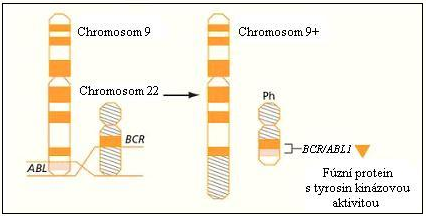 Chromosom 9
Chromosom 9+
Chromosom 22
Ph
BCR
BCR/ABL1
ABL
Fúzní protein
s tyrosin kinázovou
aktivitou